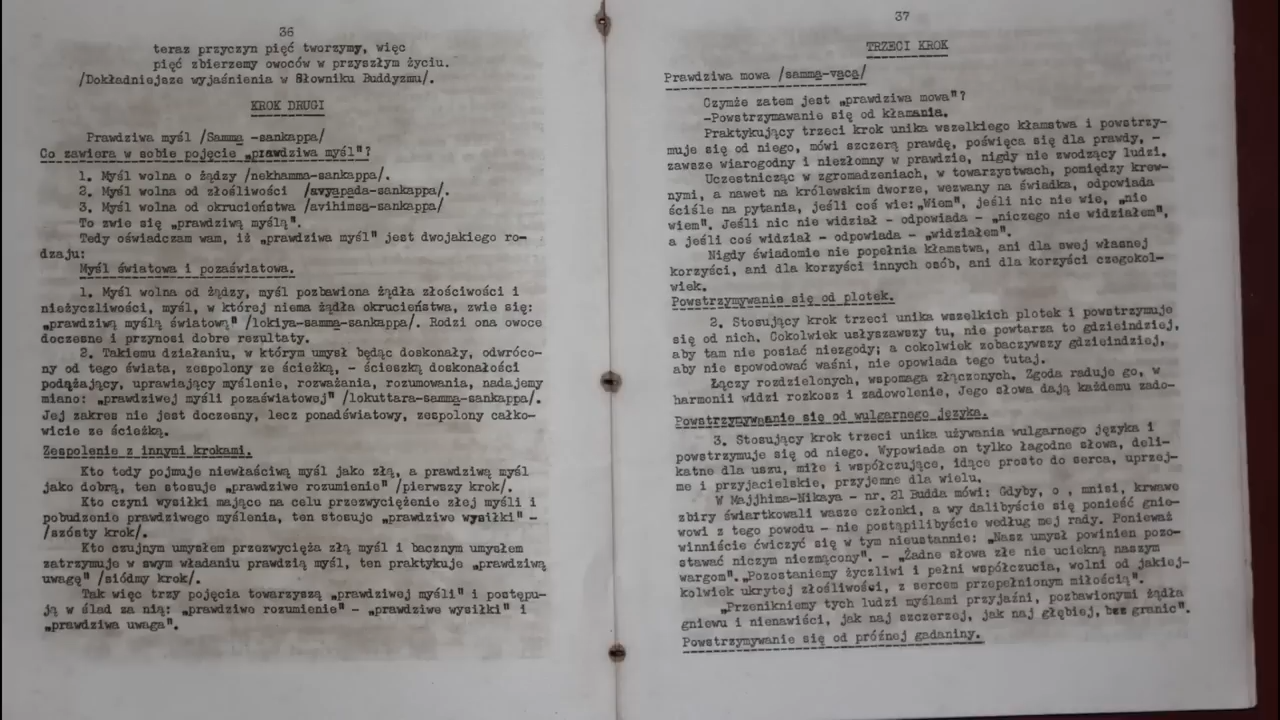 36
teraz przyczyn pięć tworzymy, więc
pięć zbierzemy owoców w przyszłym życiu.
/Dokładniejsze wyjaśnienia w Słowniku Buddyzmu/.
KROK DRUGI
Prawdziwa myśl /Samma -sankappa/
Co zawiera w sobie pojęcie „prawdziwa myśl"?
1. Myśl wolna o żądzy /nekhamma-sankappa/.
2. Myśl wolna od złośliwości /avyapada-sankappa/.
3. Myśl wolna od okrucieństwa /avihimsa-sankappa/
To zwie się „prawdziwą myślą".
Tedy oświadczam wam, iż „prawdziwa myśl" jest dwojakiego ro-
dzaju:
Myśl światowa i pozaświatowa.
1. Myśl wolna od żądzy, myśl pozbawiona żądła złościwości i
nieżyczliwości, myśl, w której niema żądła okrucieństwa, zwie się:
„prawdziwą myślą światową" /lokiya-samma-sankappa/. Rodzi ona owoce
doczesne i przynosi dobre rezultaty.
2. Takiemu działaniu, w którym umysł będąc doskonały, odwróco-
ny od tego świata, zespolony ze ścieżką, - ścieszką doskonałości
podążający, uprawiający myślenie, rozważania, rozumowania, nadajemy
miano: „prawdziwej myśli pozaświatowej" /lokuttara-samma-sankappa/.
Jej zakres nie jest doczesny, lecz ponadświatowy, zespolony całko-
wicie ze ścieżką.
Zespolenie z innymi krokami.
Kto tedy pojmuje niewłaściwą myśl jako złą, a prawdziwą myśl
jako dobrą, ten stosuje „prawdziwe rozumienie" /pierwszy krok/.
Kto czyni wysiłki mające na celu przezwyciężenie złej myśli i
pobudzenie prawdziwego myślenia, ten stosuje „prawdziwe wysiłki" -
/szósty krok/.
Kto czujnym umysłem przezwycięża złą myśl i bacznym umysłem
zatrzymuje w swym władaniu prawdzią myśl, ten praktykuje „prawdziwą
uwagę" /siódmy krok/.
Tak więc trzy pojęcia towarzyszą „prawdziwej myśli" i postępu-
ją w ślad za nią: „prawdziwe rozumienie" - „prawdziwe wysiłki" i
„prawdziwa uwaga".
37
TRZECI KROK
Prawdziwa mowa /samma-vaca/
Czymże zatem jest „prawdziwa mowa"?
-Powstrzymawanie się od kłamania.
Praktykujący trzeci krok unika wszelkiego kłamstwa i powstrzy-
muje się od niego, mówi szczerą prawdę, poświęca się dla prawdy, -
zawsze wiarogodny i niezłomny w prawdzie, nigdy nie zwodzący ludzi.
Uczestnicząc w zgromadzeniach, w towarzystwach, pomiędzy krew-
nymi, a nawet na królewskim dworze, wezwany na świadka, odpowiada
ściśle na pytania, jeśli coś wie: „Wiem", jeśli nic nie wie, „nie
wiem". Jeśli nic nie widział - odpowiada - „niczego nie widziałem",
a jeśli coś widział - odpowiada - „widziałem".
Nigdy świadomie nie popełnia kłamstwa, ani dla swej własnej
korzyści, ani dla korzyści innych osób, ani dla korzyści czegokol-
wiek.
Powstrzymywanie się od plotek.
2. Stosujący krok trzeci unika wszelkich plotek i powstrzymuje
się od nich. Cokolwiek usłyszawszy tu, nie powtarza to gdzieindziej,
aby tam nie posiać niezgody; a cokolwiek zobaczywszy gdzieindziej,
aby nie spowodować waśni, nie opowiada tego tutaj.
Łączy rozdzielonych, wspomaga złączonych. Zgoda raduje go, w
harmonii widzi rozkosz i zadowolenie, Jego słowa dają każdemu zado-
Powstrzymywanie się od wulgarnego języka.
3. Stosujący krok trzeci unika używania wulgarnego języka i
powstrzymuje się od niego. Wypowiada on tylko łagodne słowa, deli-
katne dla uszu, miłe i współczujące, idące prosto do serca, uprzej-
me i przyjacielskie, przyjemne dla wielu.
W Majjhima-Nikaya - nr. 21 Budda mówi: Gdyby, o , mnisi, krwawe
zbiry świartkowali wasze członki, a wy dalibyście się ponieść gnie-
wowi z tego powodu - nie postąpilibyście według mej rady. Ponieważ
winniście ćwiczyć się w tym nieustannie: „Nasz umysł powinien pozo-
stawać niczym niezmącony". - „Żadne słowa złe nie uciekną naszym
wargom". „Pozostaniemy życzliwi i pełni współczucia, wolni od jakiej-
kolwiek ukrytej złośliwości, z sercem przepełnionym miłością".
„Przenikniemy tych ludzi myślami przyjaźni, pozbawionymi żądła
gniewu i nienawiści, jak naj szczerzej, jak naj głębiej, bez granic".
Powstrzymywanie się od próżnej gadaniny.